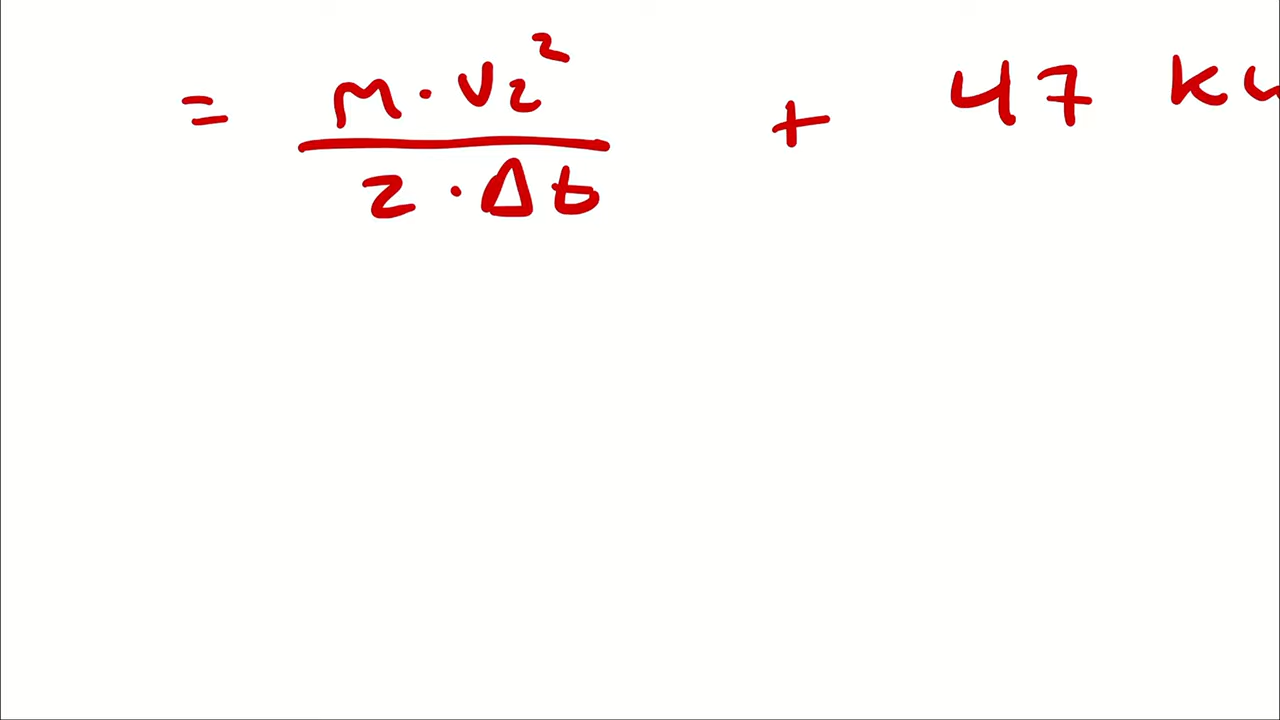 = m · v₂² / 2 · Δt + 47